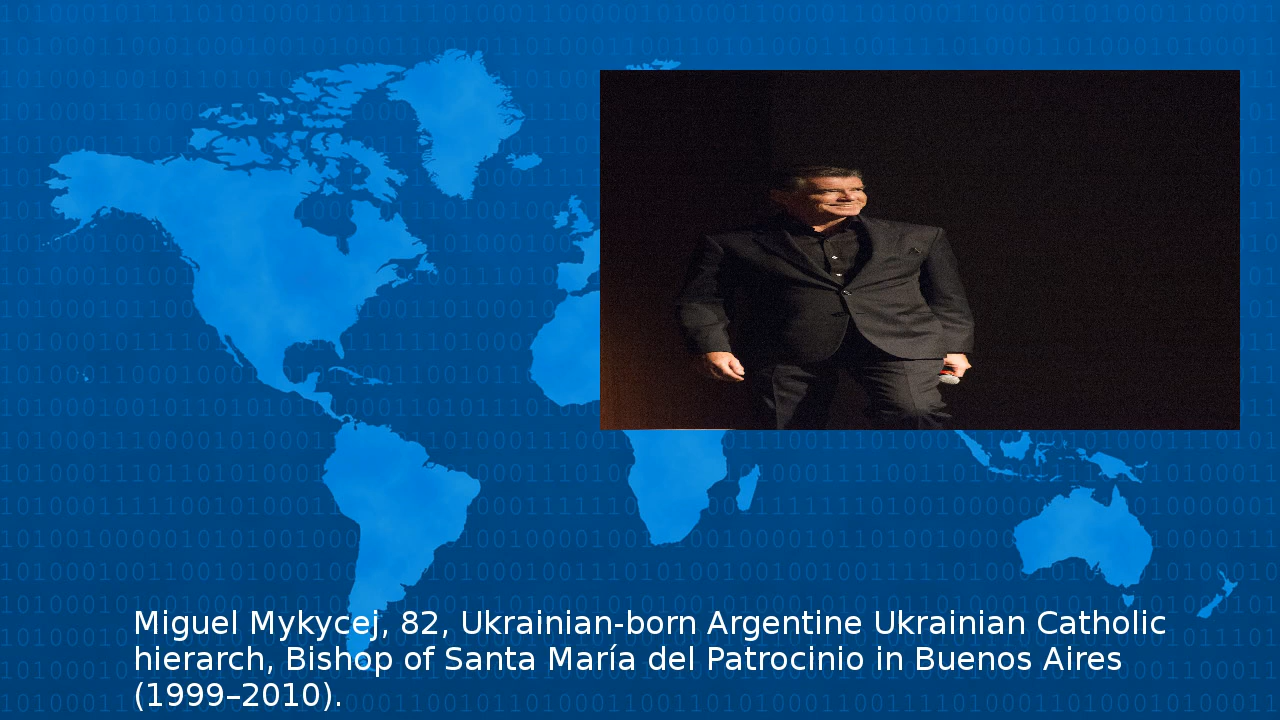 Miguel Mykycej, 82, Ukrainian-born Argentine Ukrainian Catholic
hierarch, Bishop of Santa María del Patrocinio in Buenos Aires
(1999–2010).